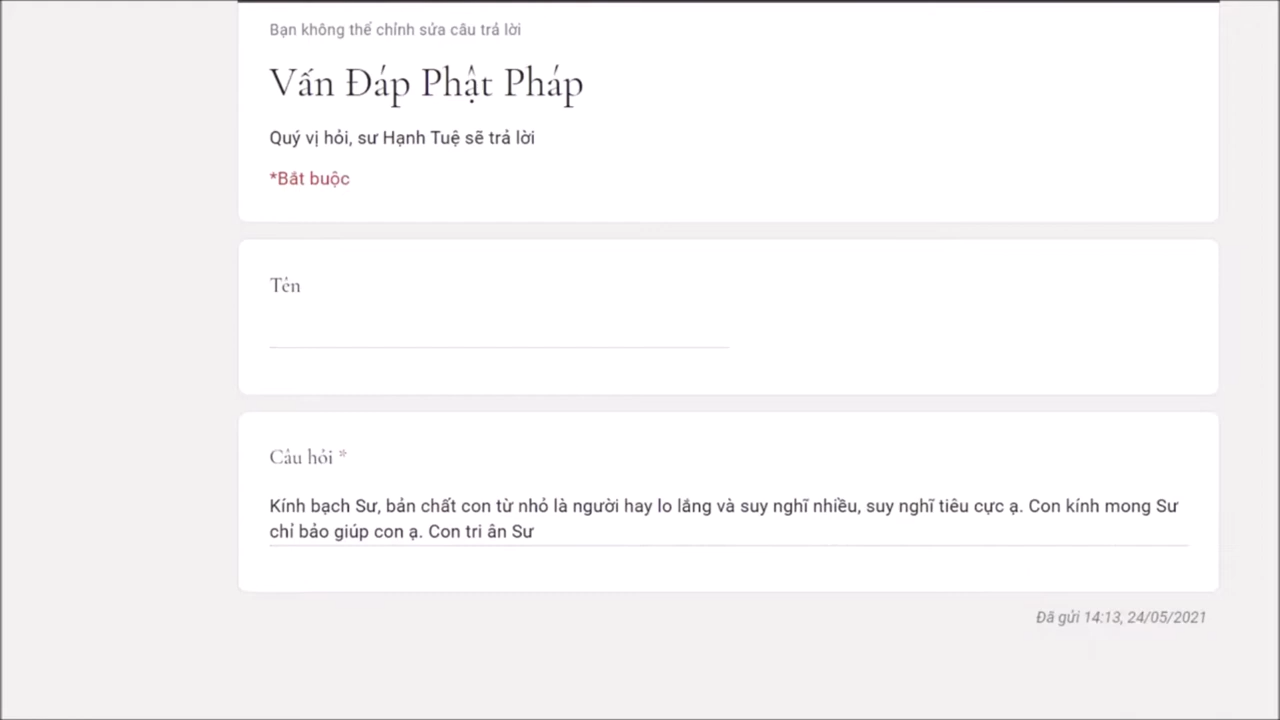 Bạn không thể chỉnh sửa câu trả lời
Vấn Đáp Phật Pháp
Quý vị hỏi, sư Hạnh Tuệ sẽ trả lời
*Bắt buộc
Tên
Câu hỏi *
Kính bạch Sư, bản chất con từ nhỏ là người hay lo lắng và suy nghĩ nhiều, suy nghĩ tiêu cực ạ. Con kính mong Sư
chỉ bảo giúp con ạ. Con tri ân Sư
Đã gửi 14:13, 24/05/2021